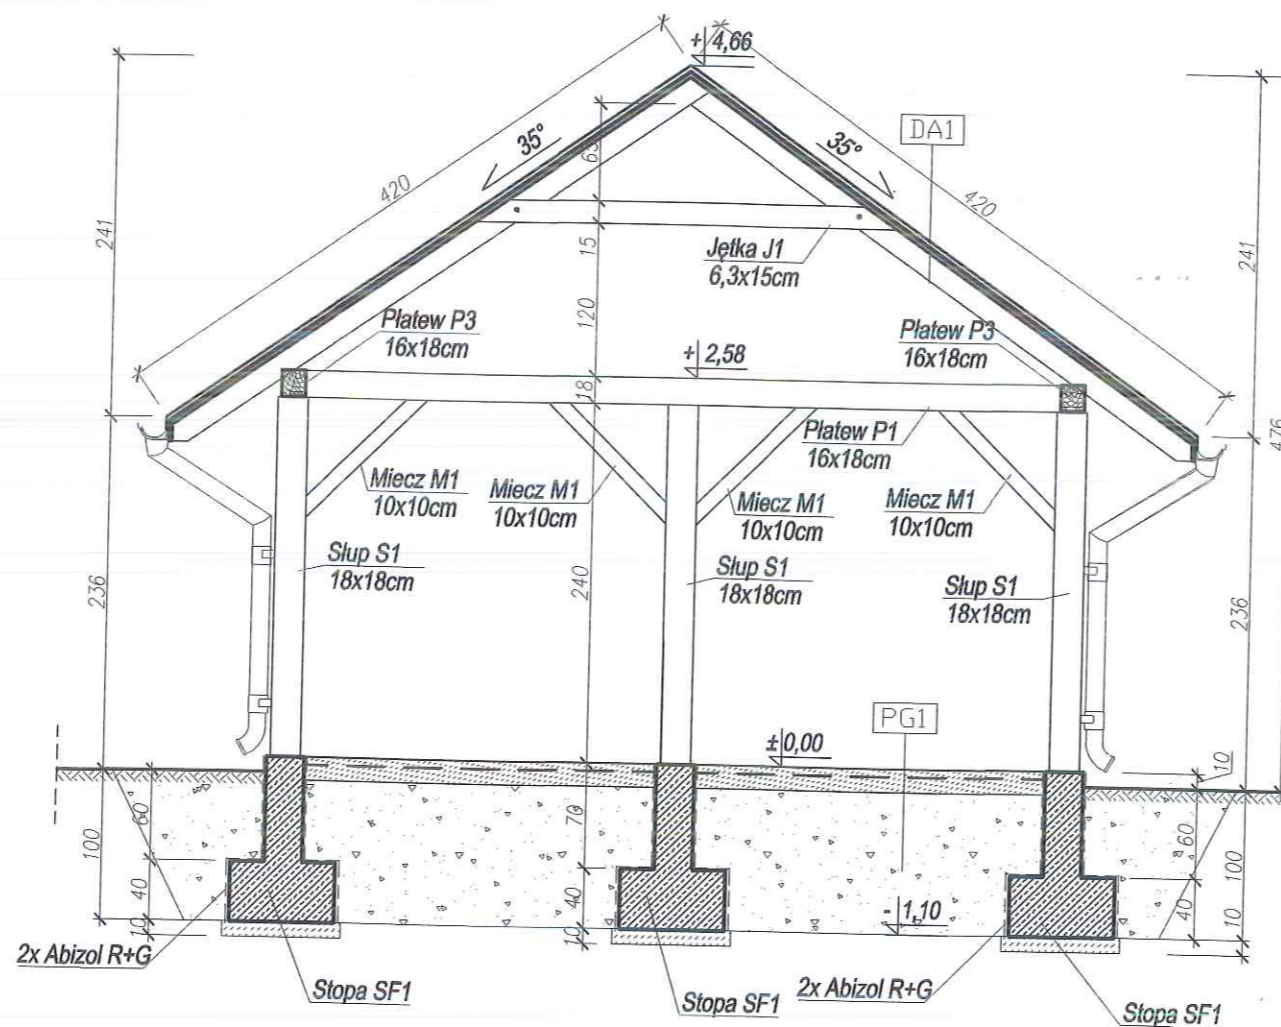 + 4,66
35°
35°
DA1
420
420
241
241
Jętka J1
6,3x15cm
15
120
Płatew P3
16x18cm
Płatew P3
16x18cm
+ 2,58
18
Płatew P1
16x18cm
476
Miecz M1
10x10cm
Miecz M1
10x10cm
Miecz M1
10x10cm
Miecz M1
10x10cm
Słup S1
18x18cm
Słup S1
18x18cm
Słup S1
18x18cm
236
240
236
PG1
±0,00
10
60
100
40
10
70
40
10
60
100
40
10
- 1,10
2x Abizol R+G
Stopa SF1
Stopa SF1
2x Abizol R+G
Stopa SF1